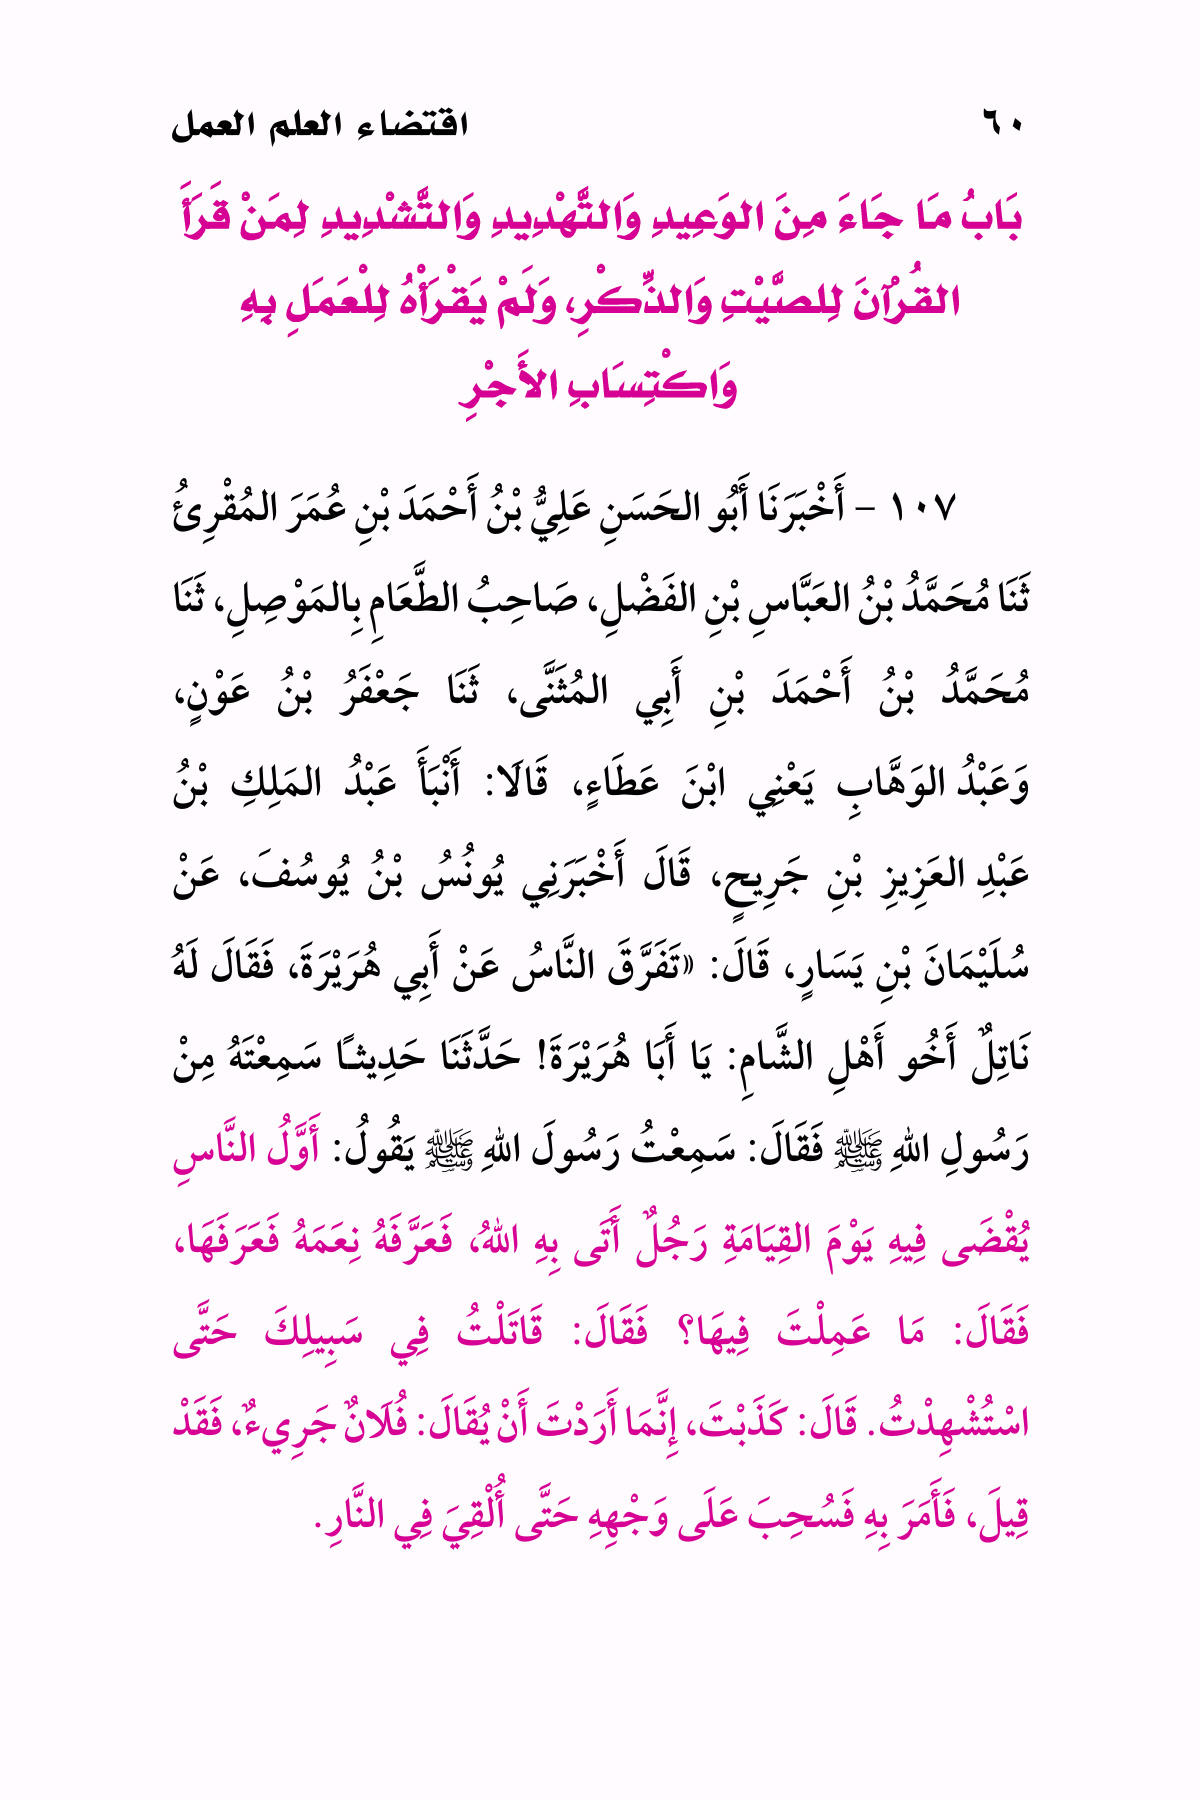 ٦٠ اقتضاء العلم العمل
بَابُ مَا جَاءَ مِنَ الوَعِيدِ وَالتَّهْدِيدِ وَالتَّشْدِيدِ لِمَنْ قَرَأَ
القُرْآنَ لِلصَّيْتِ وَالذِّكْرِ، وَلَمْ يَقْرَأْهُ لِلْعَمَلِ بِهِ
وَاكْتِسَابِ الأَجْرِ
١٠٧ - أَخْبَرَنَا أَبُو الحَسَنِ عَلِيُّ بْنُ أَحْمَدَ بْنِ عُمَرَ المُقْرِئُ
ثَنَا مُحَمَّدُ بْنُ العَبَّاسِ بْنِ الفَضْلِ، صَاحِبُ الطَّعَامِ بِالمَوْصِلِ، ثَنَا
مُحَمَّدُ بْنُ أَحْمَدَ بْنِ أَبِي المُثَنَّى، ثَنَا جَعْفَرُ بْنُ عَوْنٍ،
وَعَبْدُ الوَهَّابِ يَعْنِي ابْنَ عَطَاءٍ، قَالَا: أَنْبَأَ عَبْدُ المَلِكِ بْنُ
عَبْدِ العَزِيزِ بْنِ جَرِيحٍ، قَالَ أَخْبَرَنِي يُونُسُ بْنُ يُوسُفَ، عَنْ
سُلَيْمَانَ بْنِ يَسَارٍ، قَالَ: «تَفَرَّقَ النَّاسُ عَنْ أَبِي هُرَيْرَةَ، فَقَالَ لَهُ
نَاتِلٌ أَخُو أَهْلِ الشَّامِ: يَا أَبَا هُرَيْرَةَ! حَدَّثَنَا حَدِيثًا سَمِعْتَهُ مِنْ
رَسُولِ اللهِ ﷺ فَقَالَ: سَمِعْتُ رَسُولَ اللهِ ﷺ يَقُولُ: أَوَّلُ النَّاسِ
يُقْضَى فِيهِ يَوْمَ القِيَامَةِ رَجُلٌ أَتَى بِهِ اللهُ، فَعَرَّفَهُ نِعَمَهُ فَعَرَفَهَا،
فَقَالَ: مَا عَمِلْتَ فِيهَا؟ فَقَالَ: قَاتَلْتُ فِي سَبِيلِكَ حَتَّى
اسْتُشْهِدْتُ. قَالَ: كَذَبْتَ، إِنَّمَا أَرَدْتَ أَنْ يُقَالَ: فُلَانٌ جَرِيءٌ، فَقَدْ
قِيلَ، فَأَمَرَ بِهِ فَسُحِبَ عَلَى وَجْهِهِ حَتَّى أُلْقِيَ فِي النَّارِ.